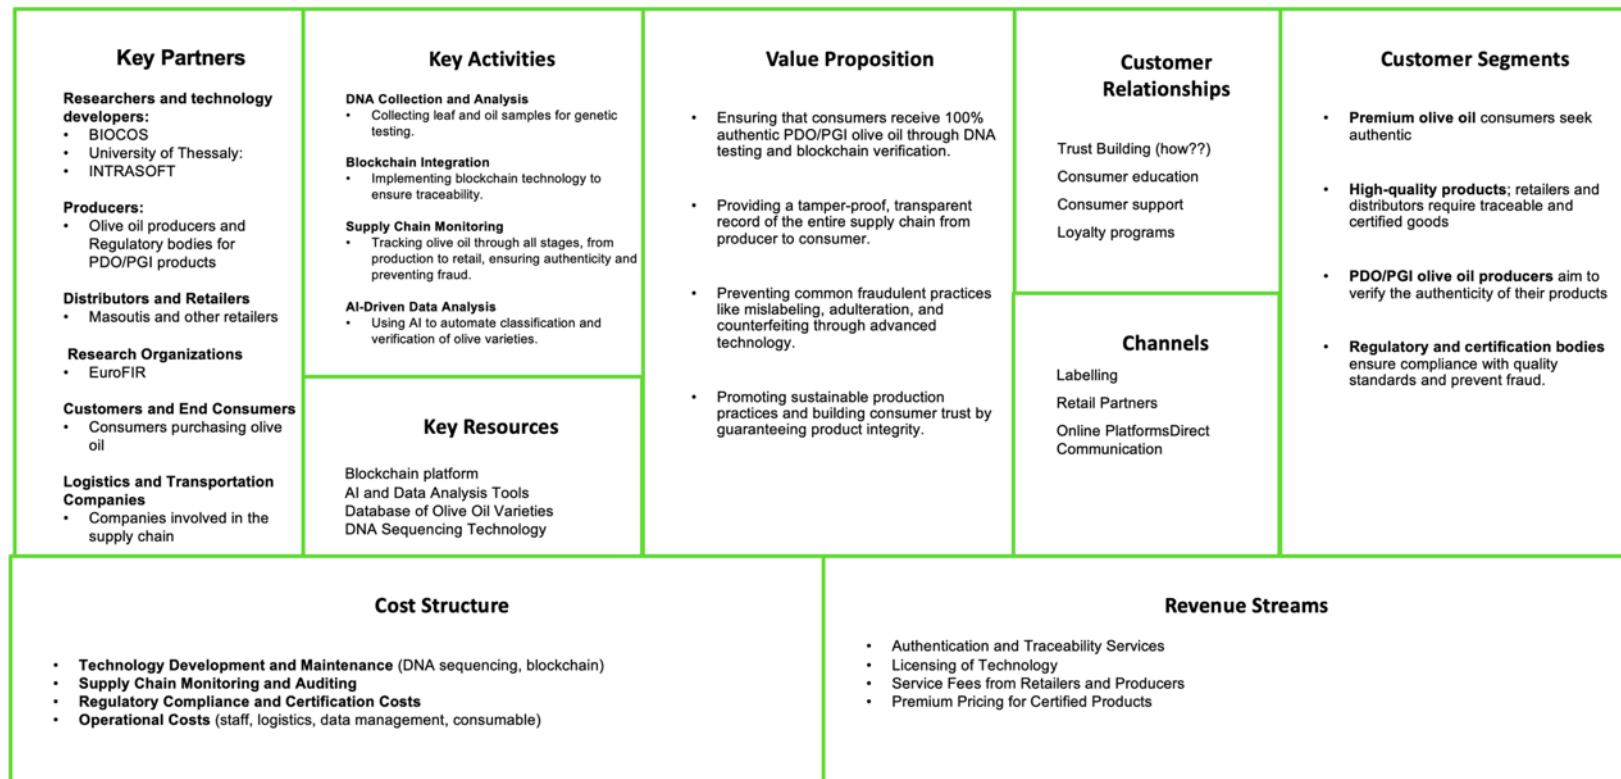 Key Partners
Researchers and technology
developers:
• BIOCOS
• University of Thessaly:
• INTRASOFT
Producers:
• Olive oil producers and
Regulatory bodies for
PDO/PGI products
Distributors and Retailers
• Masoutis and other retailers
Research Organizations
• EuroFIR
Customers and End Consumers
• Consumers purchasing olive
oil
Logistics and Transportation
Companies
• Companies involved in the
supply chain
Key Activities
DNA Collection and Analysis
• Collecting leaf and oil samples for genetic
testing.
Blockchain Integration
• Implementing blockchain technology to
ensure traceability.
Supply Chain Monitoring
• Tracking olive oil through all stages, from
production to retail, ensuring authenticity and
preventing fraud.
AI-Driven Data Analysis
• Using AI to automate classification and
verification of olive varieties.
Key Resources
Blockchain platform
AI and Data Analysis Tools
Database of Olive Oil Varieties
DNA Sequencing Technology
Value Proposition
• Ensuring that consumers receive 100%
authentic PDO/PGI olive oil through DNA
testing and blockchain verification.
• Providing a tamper-proof, transparent
record of the entire supply chain from
producer to consumer.
• Preventing common fraudulent practices
like mislabeling, adulteration, and
counterfeiting through advanced
technology.
• Promoting sustainable production
practices and building consumer trust by
guaranteeing product integrity.
Customer
Relationships
Trust Building (how??)
Consumer education
Consumer support
Loyalty programs
Channels
Labelling
Retail Partners
Online PlatformsDirect
Communication
Customer Segments
• Premium olive oil consumers seek
authentic
• High-quality products; retailers and
distributors require traceable and
certified goods
• PDO/PGI olive oil producers aim to
verify the authenticity of their products
• Regulatory and certification bodies
ensure compliance with quality
standards and prevent fraud.
Cost Structure
• Technology Development and Maintenance (DNA sequencing, blockchain)
• Supply Chain Monitoring and Auditing
• Regulatory Compliance and Certification Costs
• Operational Costs (staff, logistics, data management, consumable)
Revenue Streams
• Authentication and Traceability Services
• Licensing of Technology
• Service Fees from Retailers and Producers
• Premium Pricing for Certified Products